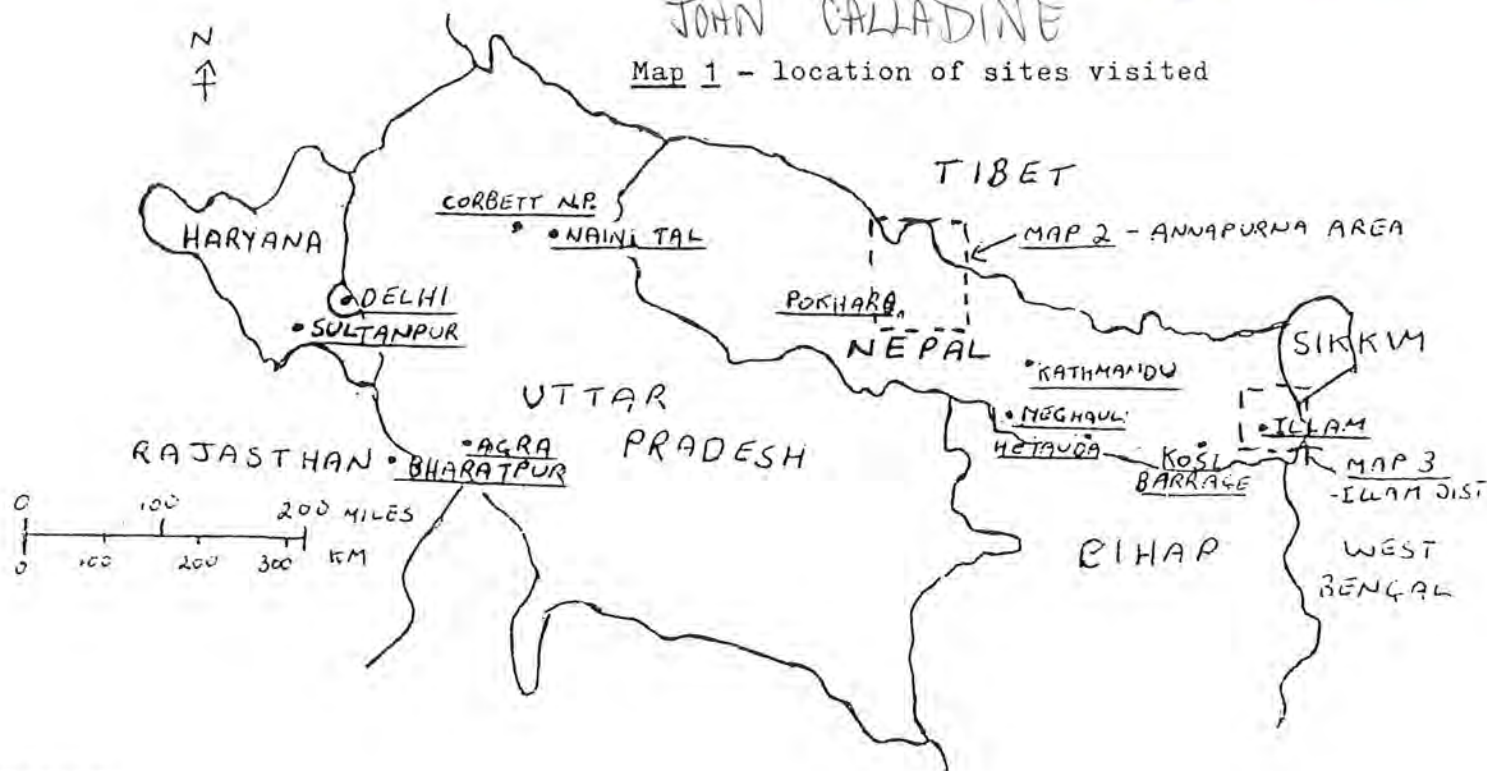 JOHN CALLADINE
Map 1 - location of sites visited
N
TIBET
CORBETT N.P.
MAP 2 - ANNAPURNA AREA
NAINI TAL
HARYANA
DELHI
POKHARA
SULTANPUR
SIKKIM
NEPAL
KATHMANDU
UTTAR
PRADESH
MEGHAULI
ILLAM
HETAUDA
AGRA
RAJASTHAN
BHARATPUR
KOSI
BARRAGE
MAP 3
-ILLAM DIST
0 100 200 MILES
0 100 200 300 KM
BIHAR
WEST
BENGAL